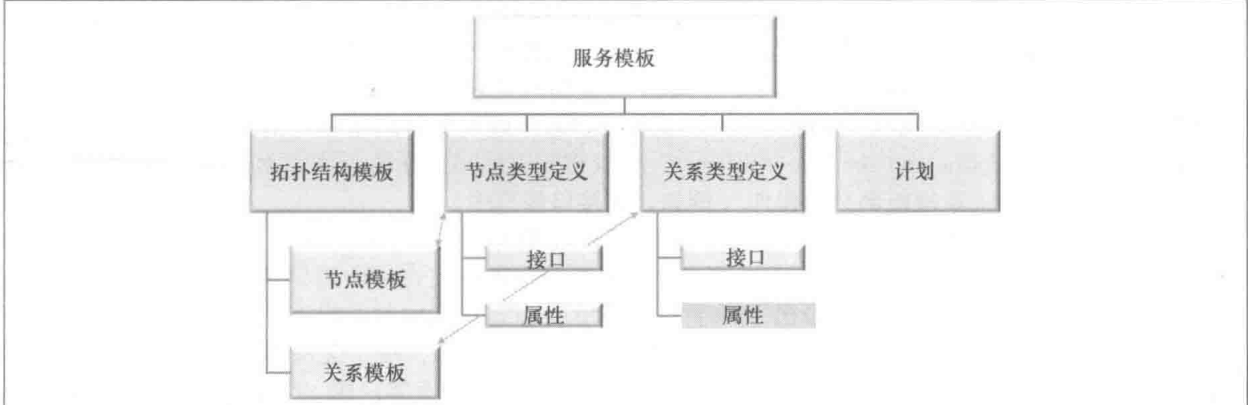 服务模板
拓扑结构模板
节点类型定义
关系类型定义
计划
节点模板
接口
接口
属性
属性
关系模板